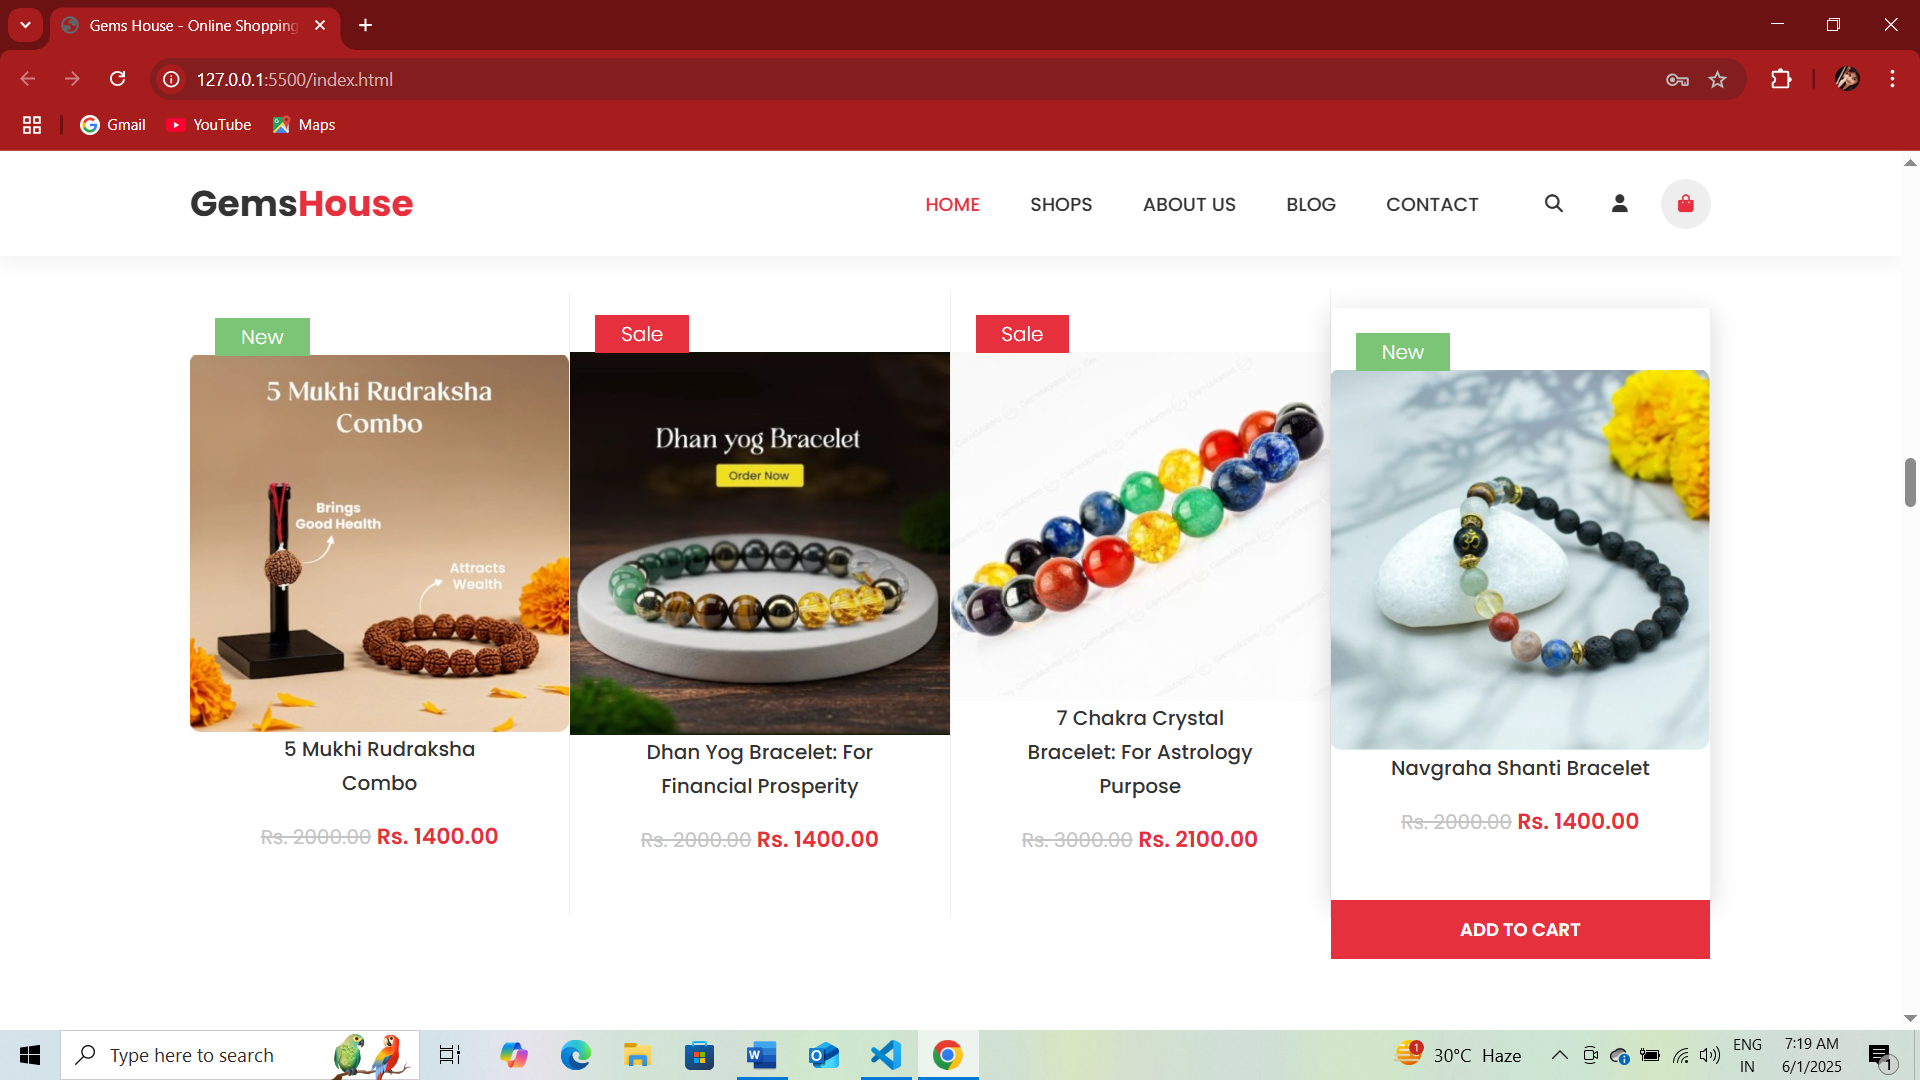 Gems House - Online Shopping
127.0.0.1:5500/index.html
Gmail
YouTube
Maps
GemsHouse
HOME
SHOPS
ABOUT US
BLOG
CONTACT
New
5 Mukhi Rudraksha
Combo
Brings
Good Health
Attracts
Wealth
5 Mukhi Rudraksha
Combo
Rs. 2000.00 Rs. 1400.00
Sale
Dhan yog Bracelet
Order Now
Dhan Yog Bracelet: For
Financial Prosperity
Rs. 2000.00 Rs. 1400.00
Sale
7 Chakra Crystal
Bracelet: For Astrology
Purpose
Rs. 3000.00 Rs. 2100.00
New
Navgraha Shanti Bracelet
Rs. 2000.00 Rs. 1400.00
ADD TO CART
Type here to search
1
30°C Haze
ENG
IN
7:19 AM
6/1/2025
1